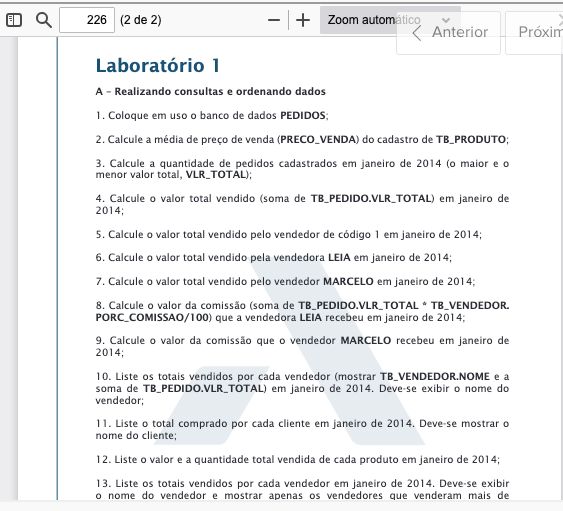 226 (2 de 2) Zoom automático
Anterior Próxim
Laboratório 1
A – Realizando consultas e ordenando dados
1. Coloque em uso o banco de dados PEDIDOS;
2. Calcule a média de preço de venda (PRECO_VENDA) do cadastro de TB_PRODUTO;
3. Calcule a quantidade de pedidos cadastrados em janeiro de 2014 (o maior e o
menor valor total, VLR_TOTAL);
4. Calcule o valor total vendido (soma de TB_PEDIDO.VLR_TOTAL) em janeiro de
2014;
5. Calcule o valor total vendido pelo vendedor de código 1 em janeiro de 2014;
6. Calcule o valor total vendido pela vendedora LEIA em janeiro de 2014;
7. Calcule o valor total vendido pelo vendedor MARCELO em janeiro de 2014;
8. Calcule o valor da comissão (soma de TB_PEDIDO.VLR_TOTAL * TB_VENDEDOR.
PORC_COMISSAO/100) que a vendedora LEIA recebeu em janeiro de 2014;
9. Calcule o valor da comissão que o vendedor MARCELO recebeu em janeiro de
2014;
10. Liste os totais vendidos por cada vendedor (mostrar TB_VENDEDOR.NOME e a
soma de TB_PEDIDO.VLR_TOTAL) em janeiro de 2014. Deve-se exibir o nome do
vendedor;
11. Liste o total comprado por cada cliente em janeiro de 2014. Deve-se mostrar o
nome do cliente;
12. Liste o valor e a quantidade total vendida de cada produto em janeiro de 2014;
13. Liste os totais vendidos por cada vendedor em janeiro de 2014. Deve-se exibir
o nome do vendedor e mostrar apenas os vendedores que venderam mais de